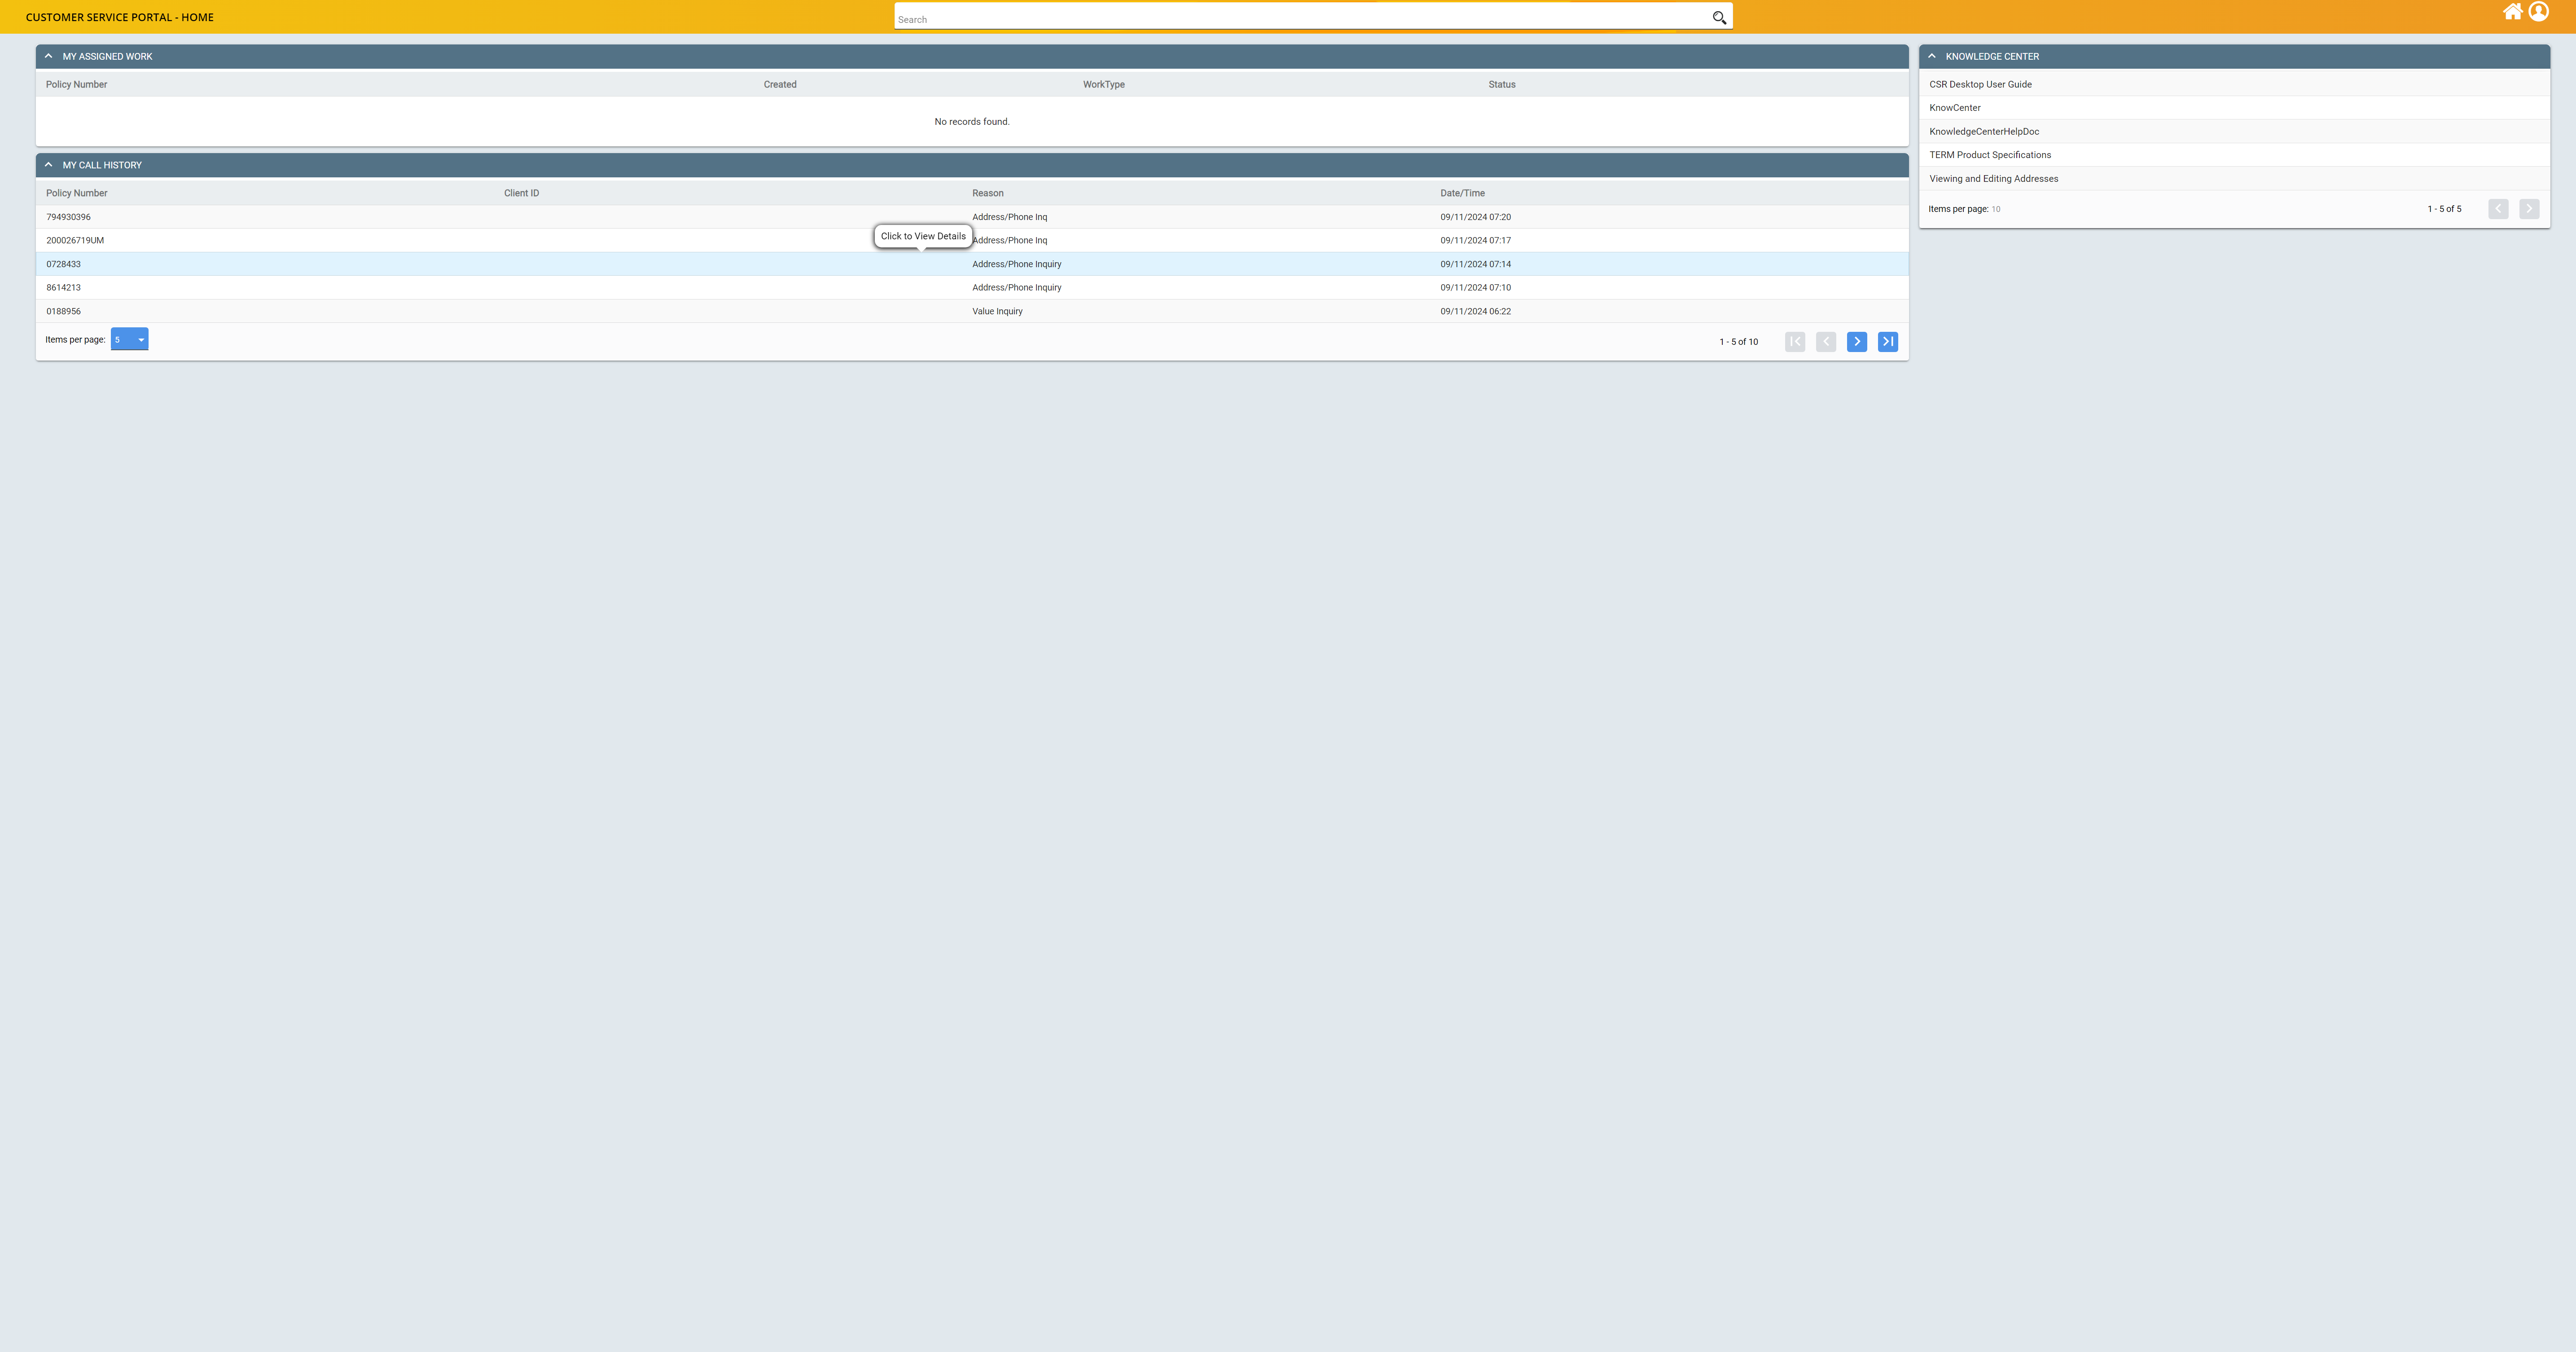 CUSTOMER SERVICE PORTAL - HOME
Search
MY ASSIGNED WORK
Policy Number Created WorkType Status
No records found.
MY CALL HISTORY
Policy Number Client ID Reason Date/Time
794930396 Address/Phone Inq 09/11/2024 07:20
200026719UM Address/Phone Inq 09/11/2024 07:17
Click to View Details
0728433 Address/Phone Inquiry 09/11/2024 07:14
8614213 Address/Phone Inquiry 09/11/2024 07:10
0188956 Value Inquiry 09/11/2024 06:22
Items per page: 5 1 - 5 of 10
KNOWLEDGE CENTER
CSR Desktop User Guide
KnowCenter
KnowledgeCenterHelpDoc
TERM Product Specifications
Viewing and Editing Addresses
Items per page: 10 1 - 5 of 5